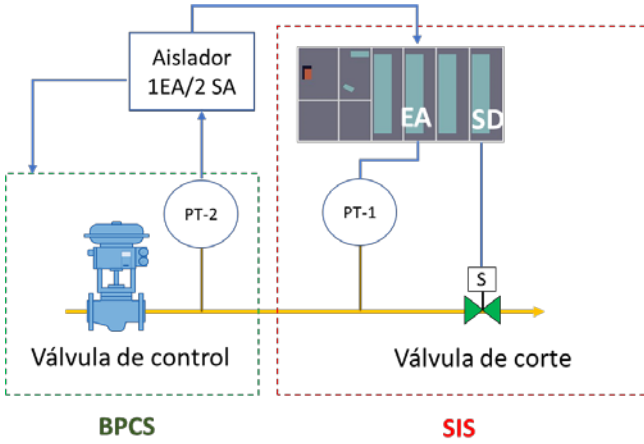 Aislador
1EA/2 SA
EA
SD
PT-2
PT-1
S
Válvula de control
Válvula de corte
BPCS
SIS